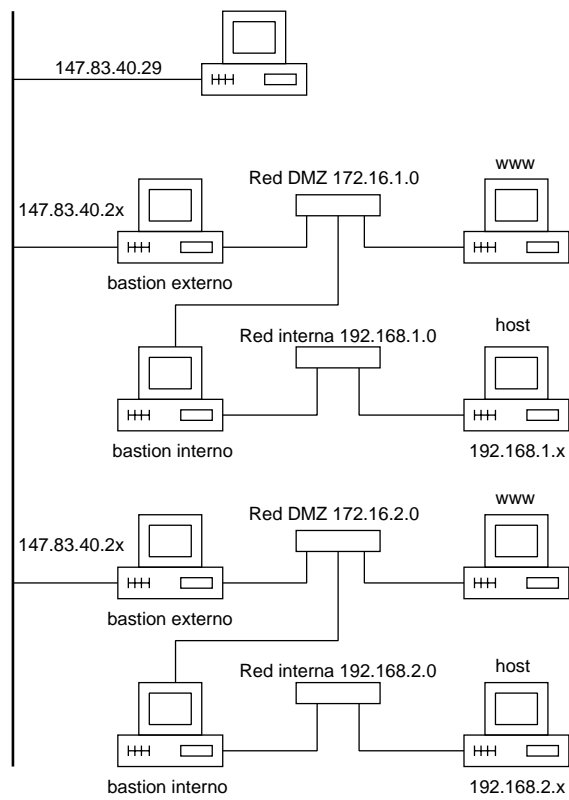 147.83.40.29
www
Red DMZ 172.16.1.0
147.83.40.2x
bastion externo
host
Red interna 192.168.1.0
bastion interno
192.168.1.x
www
Red DMZ 172.16.2.0
147.83.40.2x
bastion externo
host
Red interna 192.168.2.0
bastion interno
192.168.2.x